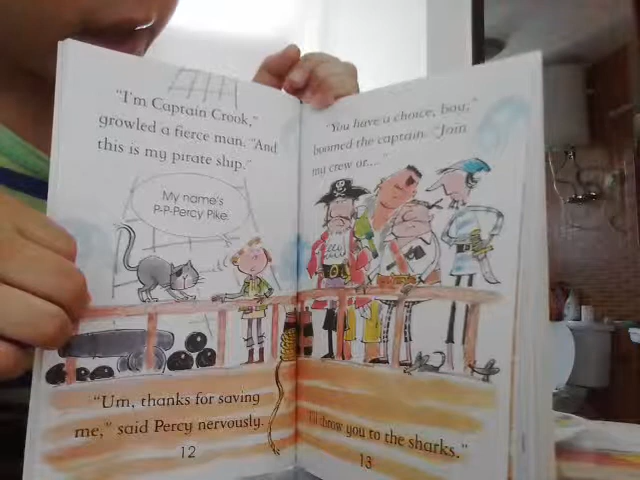 "I'm Captain Crook,"
growled a fierce man. "And
this is my pirate ship."
My name's
P-P-Percy Pike.
"Um, thanks for saving
me," said Percy nervously.
12
"You have a choice, boy,"
boomed the captain. "Join
my crew or...."
I'll throw you to the sharks."
13